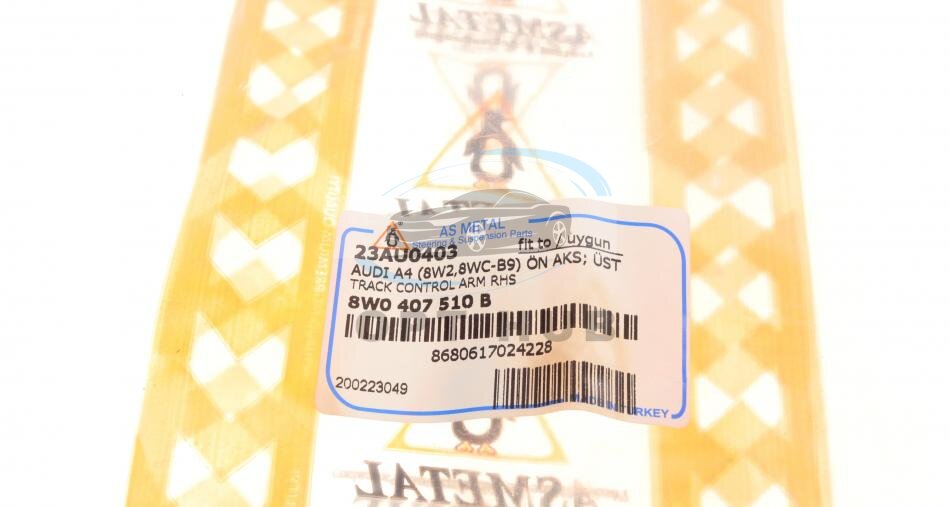 ASMETAL
AS METAL
Steering & Suspension Parts
23AU0403
fit to / uygun
AUDI A4 (8W2,8WC-B9) ÖN AKS; ÜST
TRACK CONTROL ARM RHS
8W0 407 510 B
8680617024228
200223049
MADE IN TURKEY
ASMETAL